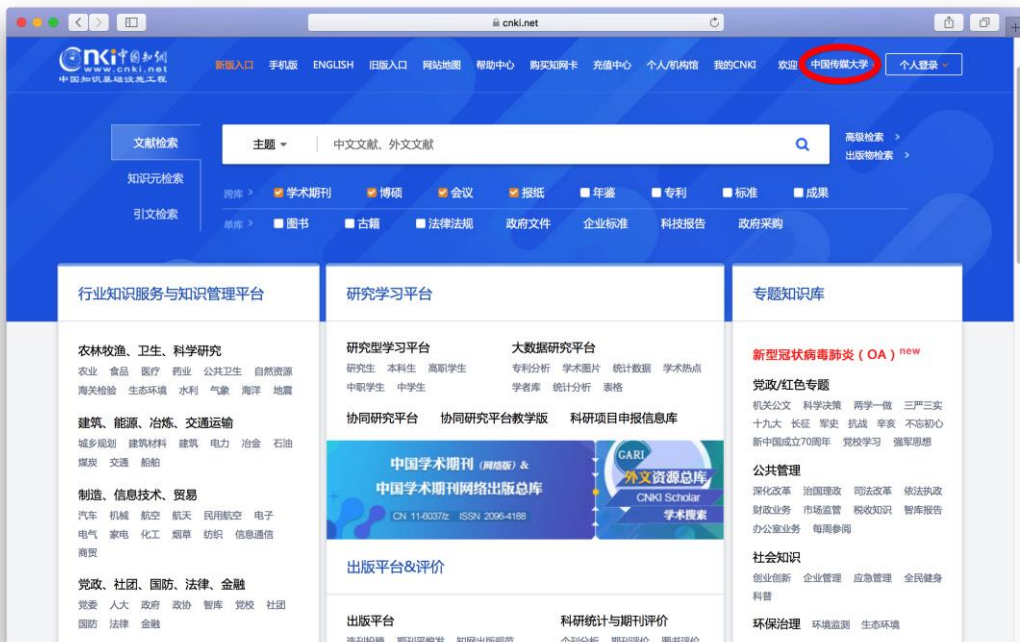 cnki.net
Cnki中国知网
www.cnki.net
中国知识基础设施工程
新版入口 手机版 ENGLISH 旧版入口 网站地图 帮助中心 购买知网卡 充值中心 个人/机构馆 我的CNKI 欢迎 中国传媒大学 个人登录
文献检索
知识元检索
引文检索
主题 中文文献、外文文献
高级检索 >
出版物检索 >
跨库 > 学术期刊 博硕 会议 报纸 年鉴 专利 标准 成果
单库 > 图书 古籍 法律法规 政府文件 企业标准 科技报告 政府采购
行业知识服务与知识管理平台
农林牧渔、卫生、科学研究
农业 食品 医疗 药业 公共卫生 自然资源
海关检验 生态环境 水利 气象 海洋 地震
建筑、能源、冶炼、交通运输
城乡规划 建筑材料 建筑 电力 冶金 石油
煤炭 交通 船舶
制造、信息技术、贸易
汽车 机械 航空 航天 民用航空 电子
电气 家电 化工 烟草 纺织 信息通信
商贸
党政、社团、国防、法律、金融
党委 人大 政府 政协 智库 党校 社团
国防 法律 金融
研究学习平台
研究型学习平台
研究生 本科生 高职学生
中职学生 中学生
大数据研究平台
专利分析 学术图片 统计数据 学术热点
学者库 统计分析 表格
协同研究平台 协同研究平台教学版 科研项目申报信息库
中国学术期刊(网络版)&
中国学术期刊网络出版总库
CN 11-6037/z ISSN 2096-4188
GARI
外文资源总库
CNKI Scholar
学术搜索
出版平台&评价
出版平台
选刊投稿 期刊采编发 知网出版规范
科研统计与期刊评价
个刊分析 期刊评价 图书评价
专题知识库
新型冠状病毒肺炎(OA)new
党政/红色专题
机关公文 科学决策 两学一做 三严三实
十九大 长征 军史 抗战 辛亥 不忘初心
新中国成立70周年 党校学习 强军思想
公共管理
深化改革 治国理政 司法改革 依法执政
财政业务 市场监管 税收知识 智库报告
办公室业务 每周参阅
社会知识
创业创新 企业管理 应急管理 全民健身
科普
环保治理 环境监测 生态环境